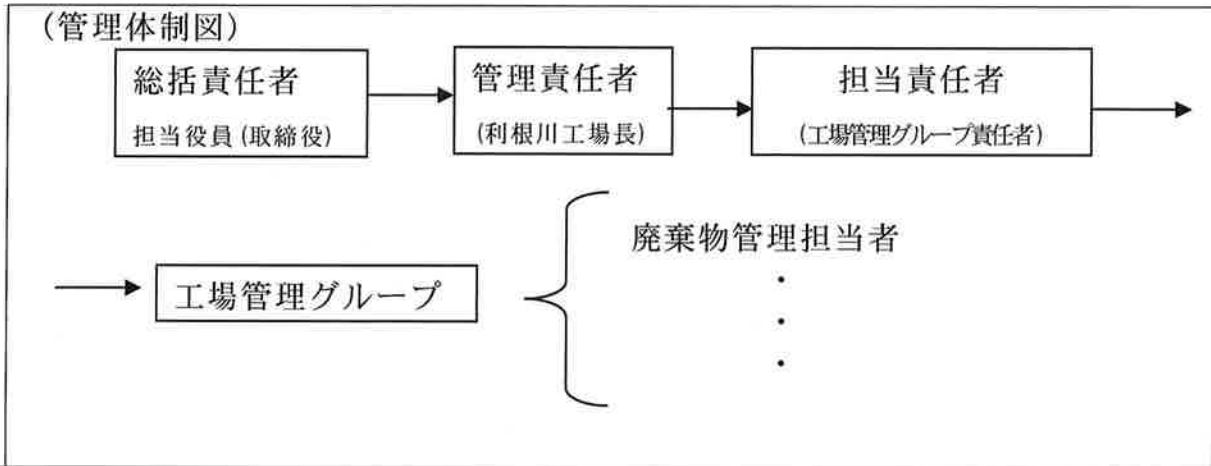 (管理体制図)
総括責任者
担当役員(取締役)
管理責任者
(利根川工場長)
担当責任者
(工場管理グループ責任者)
工場管理グループ
廃棄物管理担当者
・
・
・